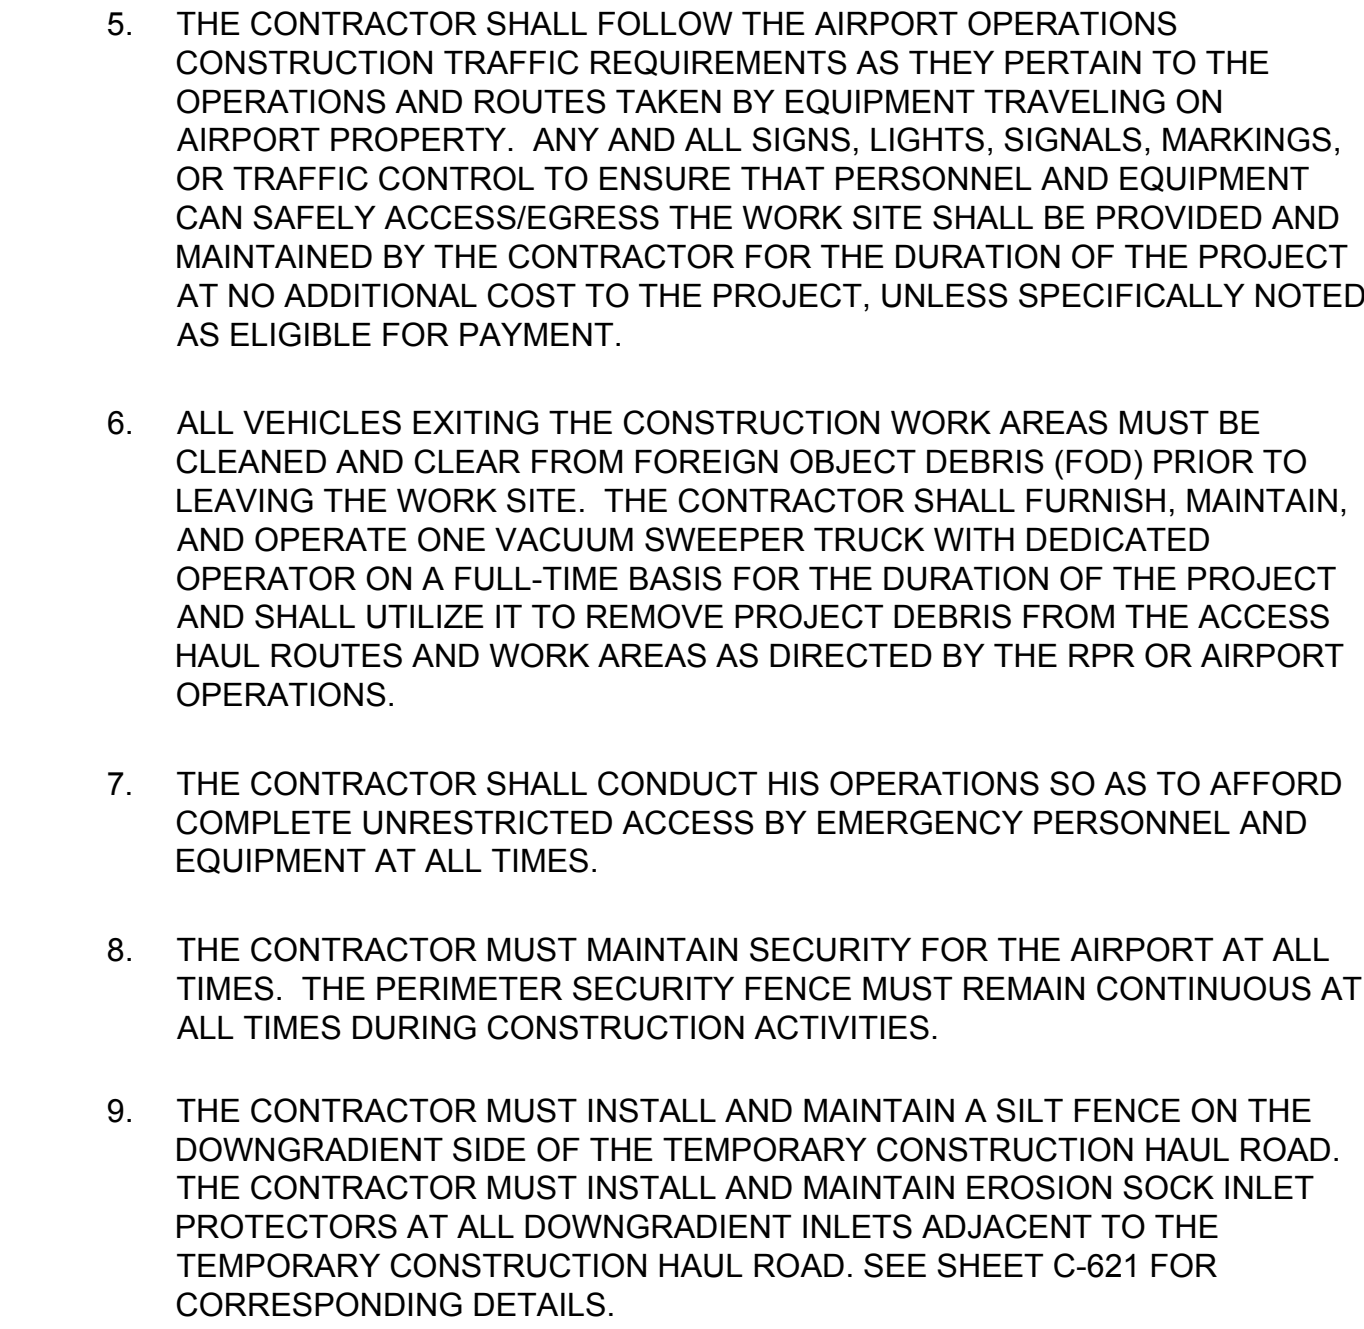 5. THE CONTRACTOR SHALL FOLLOW THE AIRPORT OPERATIONS
CONSTRUCTION TRAFFIC REQUIREMENTS AS THEY PERTAIN TO THE
OPERATIONS AND ROUTES TAKEN BY EQUIPMENT TRAVELING ON
AIRPORT PROPERTY. ANY AND ALL SIGNS, LIGHTS, SIGNALS, MARKINGS,
OR TRAFFIC CONTROL TO ENSURE THAT PERSONNEL AND EQUIPMENT
CAN SAFELY ACCESS/EGRESS THE WORK SITE SHALL BE PROVIDED AND
MAINTAINED BY THE CONTRACTOR FOR THE DURATION OF THE PROJECT
AT NO ADDITIONAL COST TO THE PROJECT, UNLESS SPECIFICALLY NOTED
AS ELIGIBLE FOR PAYMENT.
6. ALL VEHICLES EXITING THE CONSTRUCTION WORK AREAS MUST BE
CLEANED AND CLEAR FROM FOREIGN OBJECT DEBRIS (FOD) PRIOR TO
LEAVING THE WORK SITE. THE CONTRACTOR SHALL FURNISH, MAINTAIN,
AND OPERATE ONE VACUUM SWEEPER TRUCK WITH DEDICATED
OPERATOR ON A FULL-TIME BASIS FOR THE DURATION OF THE PROJECT
AND SHALL UTILIZE IT TO REMOVE PROJECT DEBRIS FROM THE ACCESS
HAUL ROUTES AND WORK AREAS AS DIRECTED BY THE RPR OR AIRPORT
OPERATIONS.
7. THE CONTRACTOR SHALL CONDUCT HIS OPERATIONS SO AS TO AFFORD
COMPLETE UNRESTRICTED ACCESS BY EMERGENCY PERSONNEL AND
EQUIPMENT AT ALL TIMES.
8. THE CONTRACTOR MUST MAINTAIN SECURITY FOR THE AIRPORT AT ALL
TIMES. THE PERIMETER SECURITY FENCE MUST REMAIN CONTINUOUS AT
ALL TIMES DURING CONSTRUCTION ACTIVITIES.
9. THE CONTRACTOR MUST INSTALL AND MAINTAIN A SILT FENCE ON THE
DOWNGRADIENT SIDE OF THE TEMPORARY CONSTRUCTION HAUL ROAD.
THE CONTRACTOR MUST INSTALL AND MAINTAIN EROSION SOCK INLET
PROTECTORS AT ALL DOWNGRADIENT INLETS ADJACENT TO THE
TEMPORARY CONSTRUCTION HAUL ROAD. SEE SHEET C-621 FOR
CORRESPONDING DETAILS.